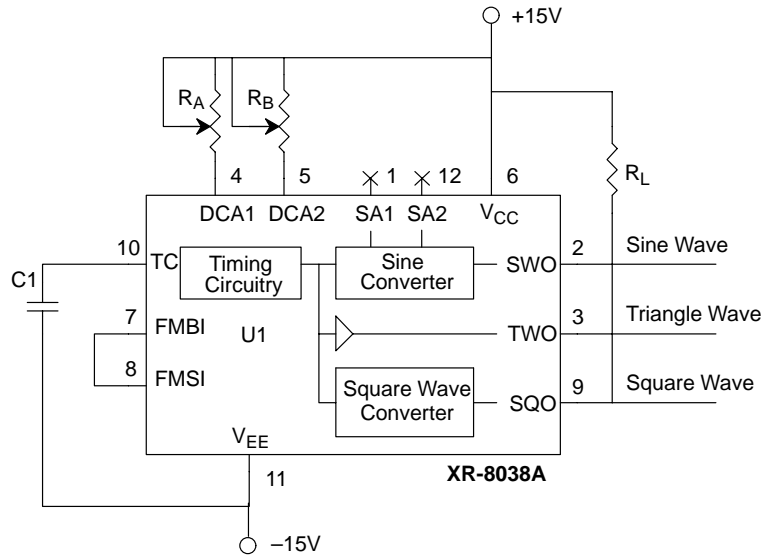 +15V
RA
RB
4
5
1
12
6
RL
DCA1
DCA2
SA1
SA2
VCC
10
TC
Timing
Circuitry
Sine
Converter
SWO
2
Sine Wave
C1
7
FMBI
U1
TWO
3
Triangle Wave
8
FMSI
Square Wave
Converter
SQO
9
Square Wave
VEE
11
XR-8038A
–15V